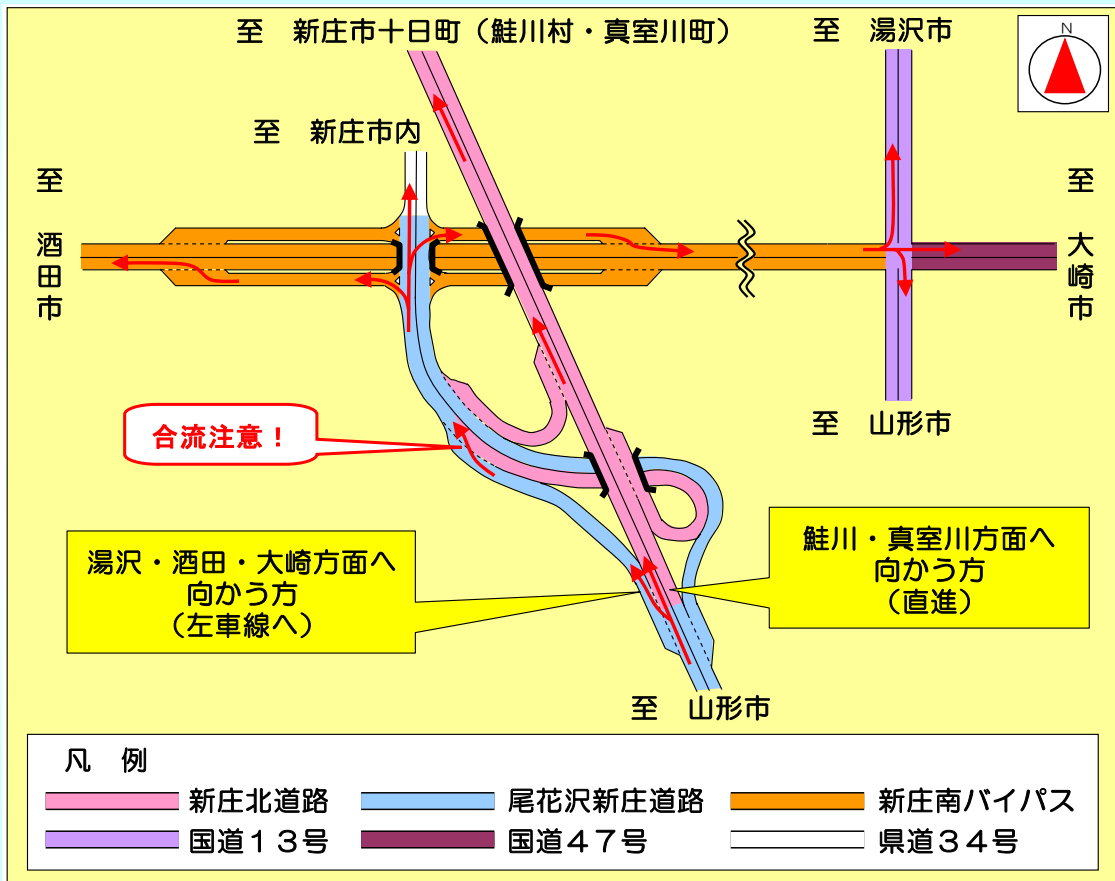 至　新庄市十日町（鮭川村・真室川町）
至　湯沢市
N
至　新庄市内
至　酒田市
至　大崎市
合流注意！
至　山形市
湯沢・酒田・大崎方面へ
向かう方
（左車線へ）
鮭川・真室川方面へ
向かう方
（直進）
至　山形市
凡　例
新庄北道路
尾花沢新庄道路
新庄南バイパス
国道１３号
国道４７号
県道３４号